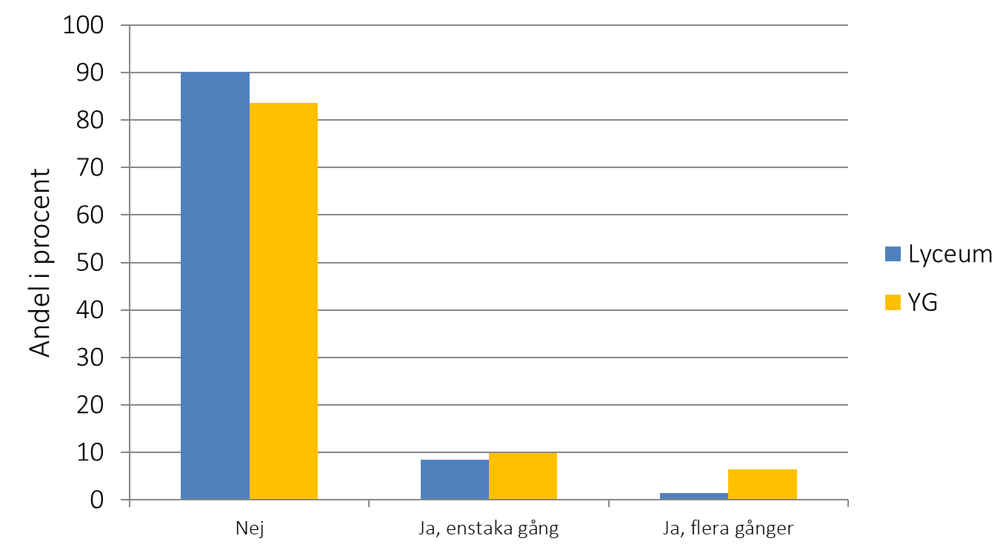 Andel i procent
100
90
80
70
60
50
40
30
20
10
0
Nej
Ja, enstaka gång
Ja, flera gånger
Lyceum
YG